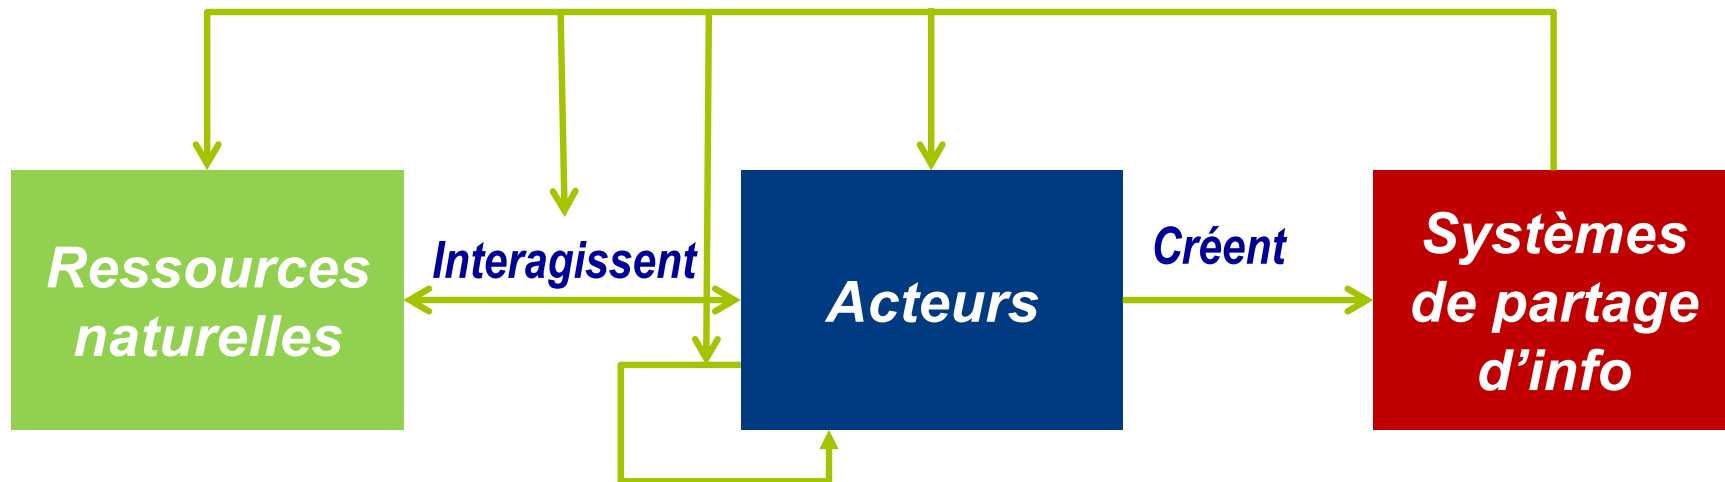 Ressources
naturelles
Interagissent
Acteurs
Créent
Systèmes
de partage
d’info